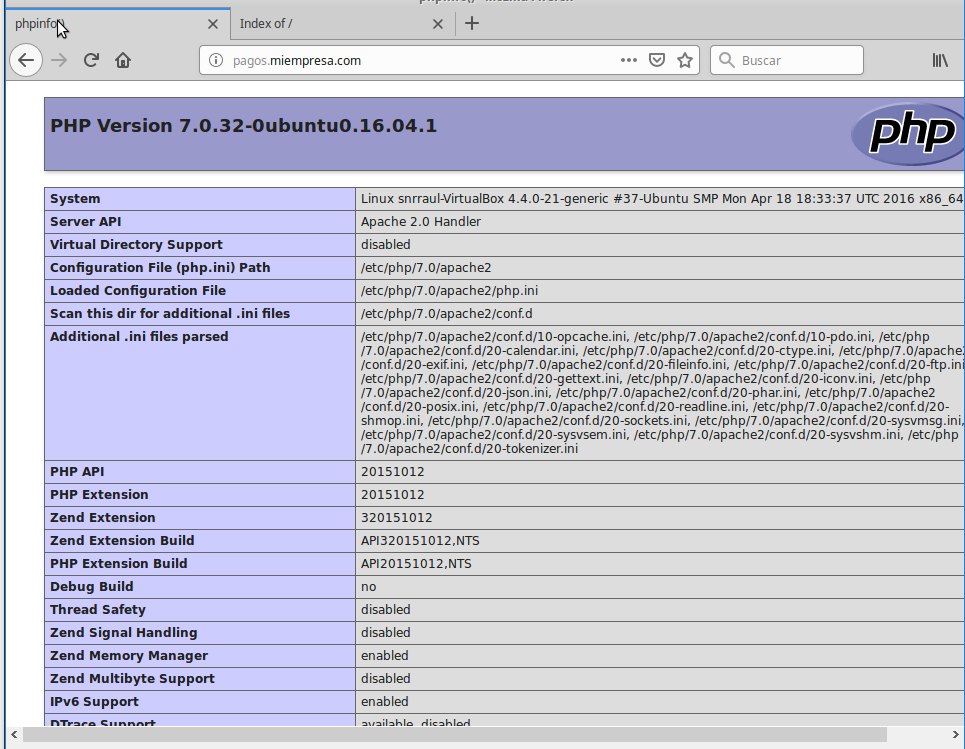 phpinfo()
Index of /
pagos.miempresa.com
Buscar
PHP Version 7.0.32-0ubuntu0.16.04.1
php
System Linux snrraul-VirtualBox 4.4.0-21-generic #37-Ubuntu SMP Mon Apr 18 18:33:37 UTC 2016 x86_64
Server API Apache 2.0 Handler
Virtual Directory Support disabled
Configuration File (php.ini) Path /etc/php/7.0/apache2
Loaded Configuration File /etc/php/7.0/apache2/php.ini
Scan this dir for additional .ini files /etc/php/7.0/apache2/conf.d
Additional .ini files parsed /etc/php/7.0/apache2/conf.d/10-opcache.ini, /etc/php/7.0/apache2/conf.d/10-pdo.ini, /etc/php
/7.0/apache2/conf.d/20-calendar.ini, /etc/php/7.0/apache2/conf.d/20-ctype.ini, /etc/php/7.0/apache2
/conf.d/20-exif.ini, /etc/php/7.0/apache2/conf.d/20-fileinfo.ini, /etc/php/7.0/apache2/conf.d/20-ftp.ini
/etc/php/7.0/apache2/conf.d/20-gettext.ini, /etc/php/7.0/apache2/conf.d/20-iconv.ini, /etc/php
/7.0/apache2/conf.d/20-json.ini, /etc/php/7.0/apache2/conf.d/20-phar.ini, /etc/php/7.0/apache2
/conf.d/20-posix.ini, /etc/php/7.0/apache2/conf.d/20-readline.ini, /etc/php/7.0/apache2/conf.d/20-
shmop.ini, /etc/php/7.0/apache2/conf.d/20-sockets.ini, /etc/php/7.0/apache2/conf.d/20-sysvmsg.ini,
/etc/php/7.0/apache2/conf.d/20-sysvsem.ini, /etc/php/7.0/apache2/conf.d/20-sysvshm.ini, /etc/php
/7.0/apache2/conf.d/20-tokenizer.ini
PHP API 20151012
PHP Extension 20151012
Zend Extension 320151012
Zend Extension Build API320151012,NTS
PHP Extension Build API20151012,NTS
Debug Build no
Thread Safety disabled
Zend Signal Handling disabled
Zend Memory Manager enabled
Zend Multibyte Support disabled
IPv6 Support enabled
DTrace Support available, disabled